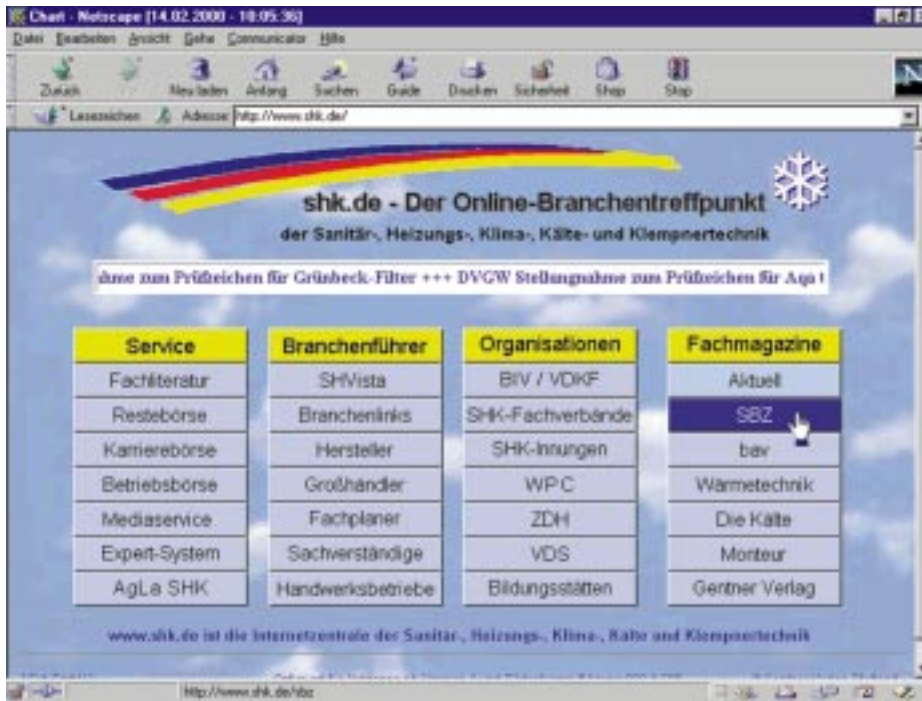 Chart - Netscape [14.02.2000 - 10:05:36]
Datei Bearbeiten Ansicht Gehe Communicator Hilfe
Zurück Neu laden Anfang Suchen Guide Drucken Sicherheit Shop Stop
Lesezeichen Adresse http://www.shk.de/
shk.de - Der Online-Branchentreffpunkt
der Sanitär-, Heizungs-, Klima-, Kälte- und Klempnertechnik
ahme zum Prüfzeichen für Grünbeck-Filter +++ DVGW Stellungnahme zum Prüfzeichen für Aqa
Service Branchenführer Organisationen Fachmagazine
Fachliteratur SHVista BIV / VDKF Aktuell
Restebörse Branchenlinks SHK-Fachverbände SBZ
Karrierebörse Hersteller SHK-Innungen bav
Betriebsbörse Großhändler WPC Wärmetechnik
Mediaservice Fachplaner ZDH Die Kälte
Expert-System Sachverständige VDS Monteur
AgLa SHK Handwerksbetriebe Bildungsstätten Gentner Verlag
www.shk.de ist die Internetzentrale der Sanitär-, Heizungs-, Klima-, Kälte und Klempnertechnik
http://www.shk.de/sbz